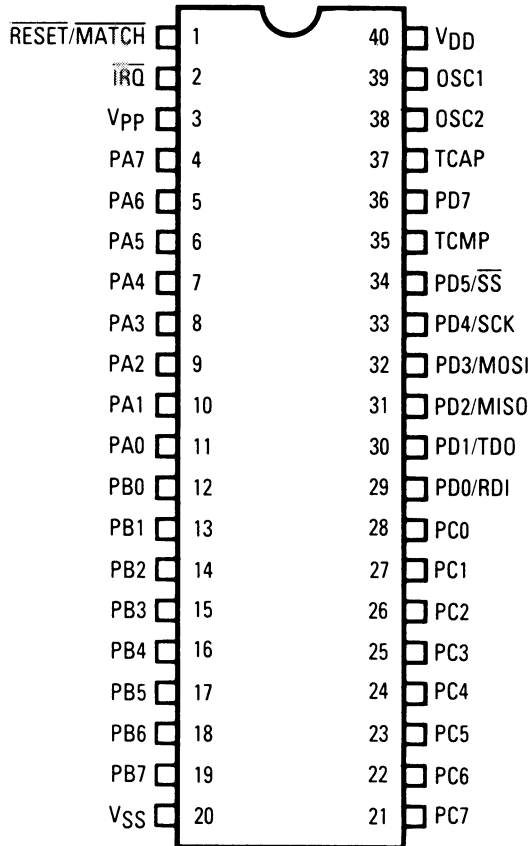 RESET/MATCH 1 40 VDD
IRQ 2 39 OSC1
VPP 3 38 OSC2
PA7 4 37 TCAP
PA6 5 36 PD7
PA5 6 35 TCMP
PA4 7 34 PD5/SS
PA3 8 33 PD4/SCK
PA2 9 32 PD3/MOSI
PA1 10 31 PD2/MISO
PA0 11 30 PD1/TDO
PB0 12 29 PD0/RDI
PB1 13 28 PC0
PB2 14 27 PC1
PB3 15 26 PC2
PB4 16 25 PC3
PB5 17 24 PC4
PB6 18 23 PC5
PB7 19 22 PC6
VSS 20 21 PC7